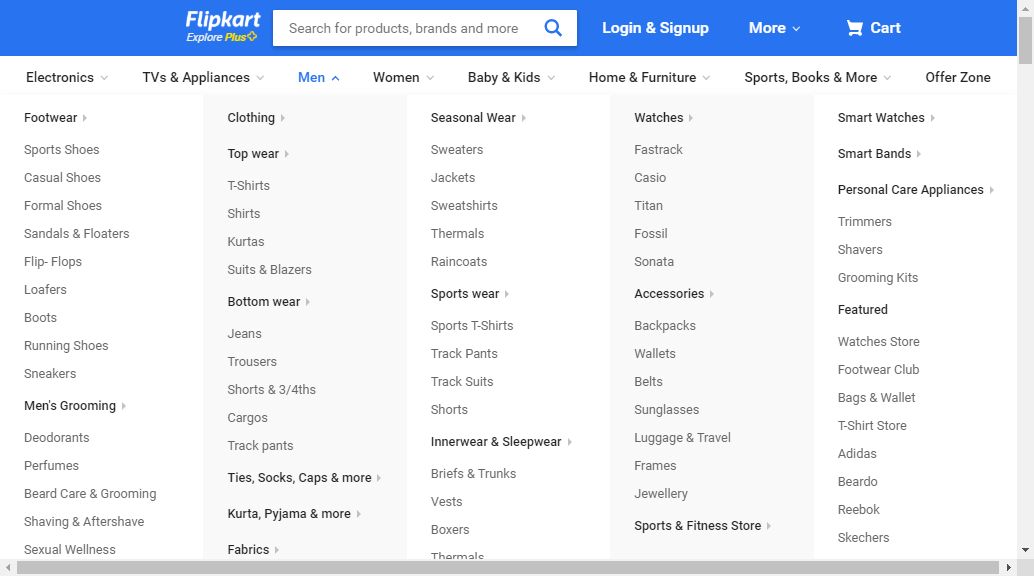 Flipkart
Explore Plus
Search for products, brands and more
Login & Signup
More
Cart
Electronics
TVs & Appliances
Men
Women
Baby & Kids
Home & Furniture
Sports, Books & More
Offer Zone
Footwear
Sports Shoes
Casual Shoes
Formal Shoes
Sandals & Floaters
Flip- Flops
Loafers
Boots
Running Shoes
Sneakers
Men's Grooming
Deodorants
Perfumes
Beard Care & Grooming
Shaving & Aftershave
Sexual Wellness
Clothing
Top wear
T-Shirts
Shirts
Kurtas
Suits & Blazers
Bottom wear
Jeans
Trousers
Shorts & 3/4ths
Cargos
Track pants
Ties, Socks, Caps & more
Kurta, Pyjama & more
Fabrics
Seasonal Wear
Sweaters
Jackets
Sweatshirts
Thermals
Raincoats
Sports wear
Sports T-Shirts
Track Pants
Track Suits
Shorts
Innerwear & Sleepwear
Briefs & Trunks
Vests
Boxers
Thermals
Watches
Fastrack
Casio
Titan
Fossil
Sonata
Accessories
Backpacks
Wallets
Belts
Sunglasses
Luggage & Travel
Frames
Jewellery
Sports & Fitness Store
Smart Watches
Smart Bands
Personal Care Appliances
Trimmers
Shavers
Grooming Kits
Featured
Watches Store
Footwear Club
Bags & Wallet
T-Shirt Store
Adidas
Beardo
Reebok
Skechers